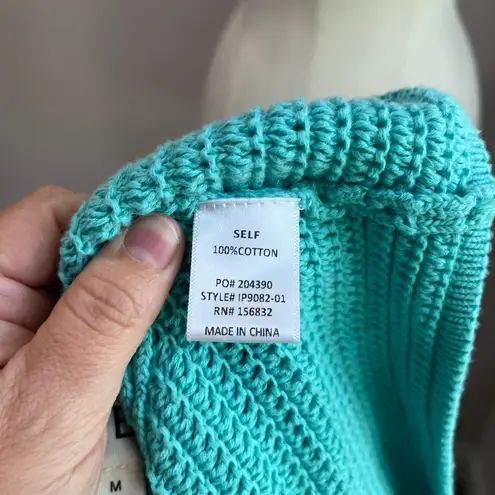 SELF
100%COTTON
PO# 204390
STYLE# IP9082-01
RN# 156832
MADE IN CHINA
M